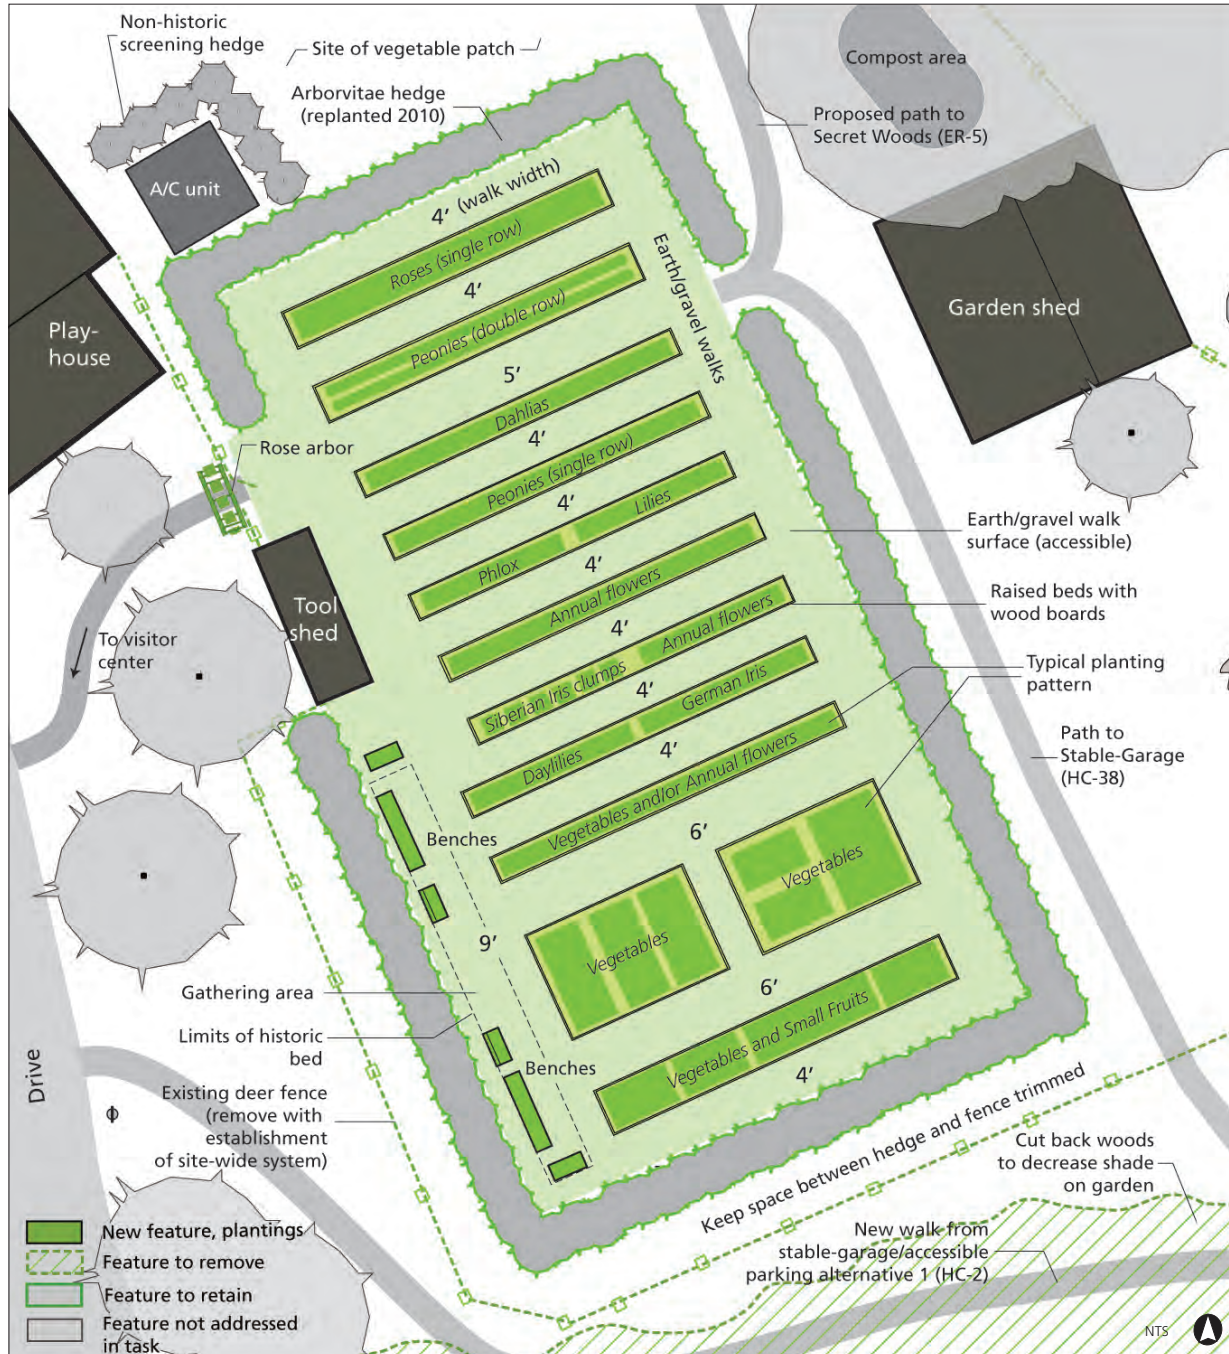 Non-historic
screening hedge
Site of vegetable patch
Arborvitae hedge
(replanted 2010)
Compost area
Proposed path to
Secret Woods (ER-5)
A/C unit
4’ (walk width)
Roses (single row)
4’
Earth/gravel walks
Peonies (double row)
Play-
house
Garden shed
5’
Dahlias
4’
Rose arbor
Peonies (single row)
4’
Lilies
Phlox
4’
Earth/gravel walk
surface (accessible)
Annual flowers
Raised beds with
wood boards
Tool
shed
4’
Annual flowers
To visitor
center
Siberian Iris clumps
4’
German Iris
Typical planting
pattern
Daylilies
4’
Vegetables and/or Annual flowers
Path to
Stable-Garage
(HC-38)
Benches
6’
Vegetables
Vegetables
9’
Gathering area
6’
Limits of historic
bed
Vegetables and Small Fruits
Benches
4’
Drive
Existing deer fence
(remove with
establishment
of site-wide system)
Keep space between hedge and fence trimmed
Cut back woods
to decrease shade
on garden
New walk from
stable-garage/accessible
parking alternative 1 (HC-2)
New feature, plantings
Feature to remove
Feature to retain
Feature not addressed
in task
NTS